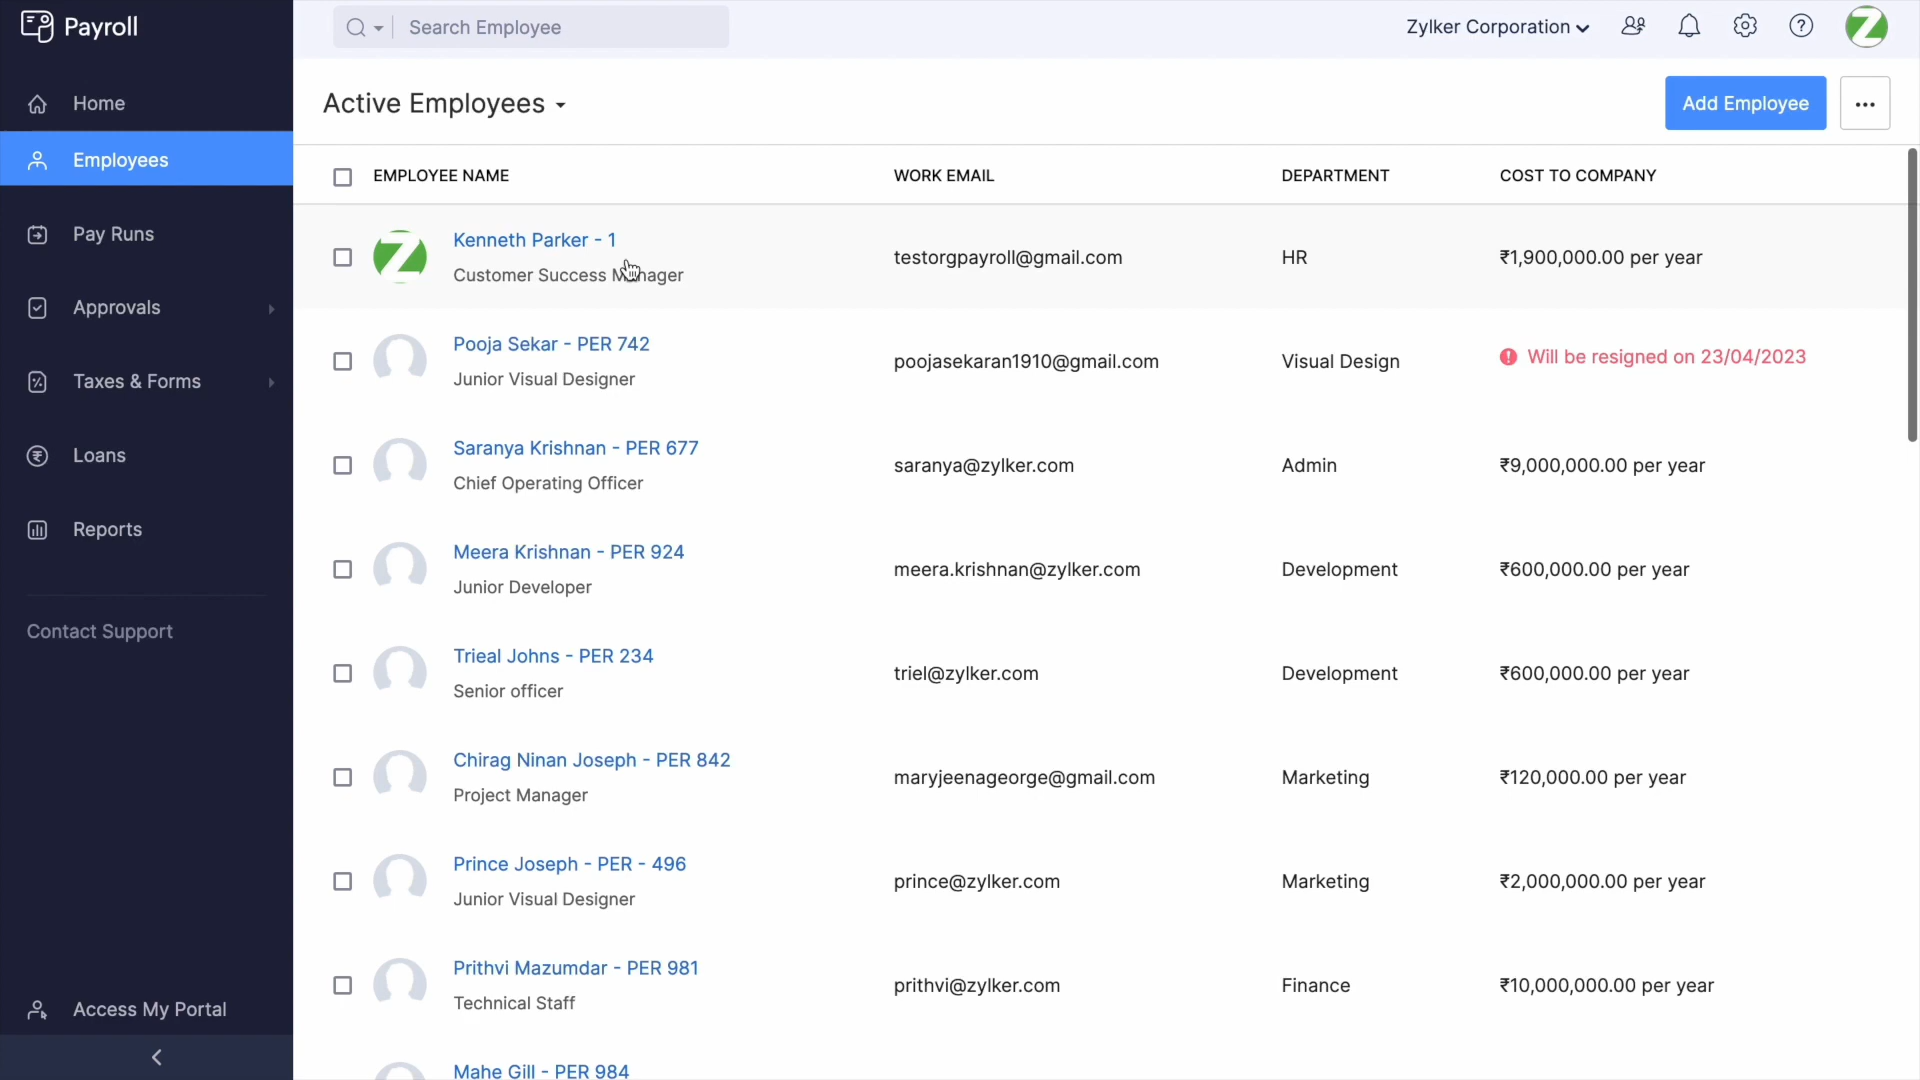 Payroll
Search Employee
Zylker Corporation
Home
Employees
Pay Runs
Approvals
Taxes & Forms
Loans
Reports
Contact Support
Access My Portal
Active Employees
Add Employee
EMPLOYEE NAME WORK EMAIL DEPARTMENT COST TO COMPANY
Kenneth Parker - 1
Customer Success Manager
testorgpayroll@gmail.com HR ₹1,900,000.00 per year
Pooja Sekar - PER 742
Junior Visual Designer
poojasekaran1910@gmail.com Visual Design Will be resigned on 23/04/2023
Saranya Krishnan - PER 677
Chief Operating Officer
saranya@zylker.com Admin ₹9,000,000.00 per year
Meera Krishnan - PER 924
Junior Developer
meera.krishnan@zylker.com Development ₹600,000.00 per year
Trieal Johns - PER 234
Senior officer
triel@zylker.com Development ₹600,000.00 per year
Chirag Ninan Joseph - PER 842
Project Manager
maryjeenageorge@gmail.com Marketing ₹120,000.00 per year
Prince Joseph - PER - 496
Junior Visual Designer
prince@zylker.com Marketing ₹2,000,000.00 per year
Prithvi Mazumdar - PER 981
Technical Staff
prithvi@zylker.com Finance ₹10,000,000.00 per year
Mahe Gill - PER 984